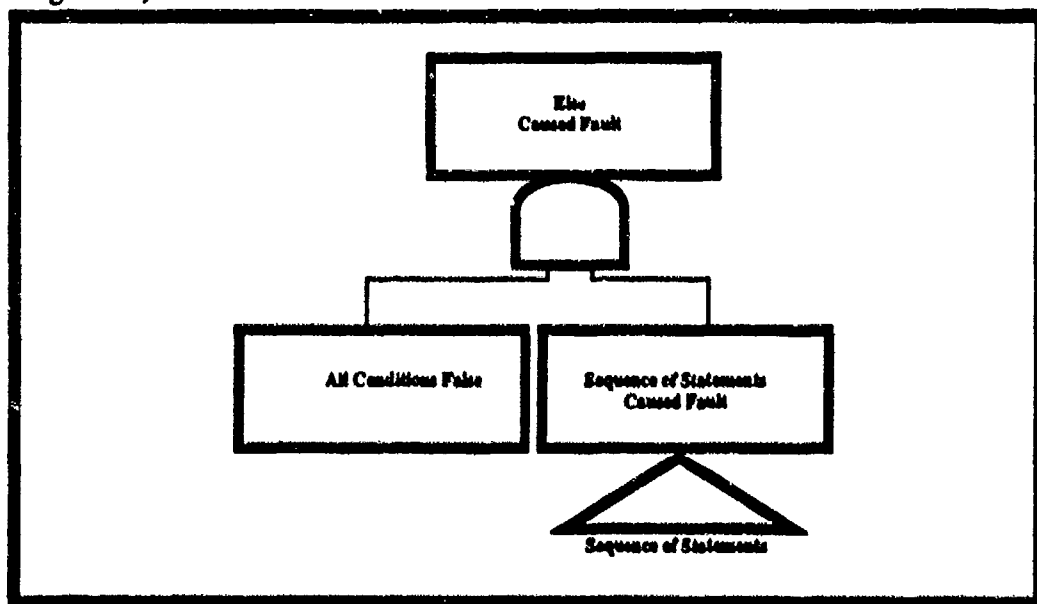 Else
Caused Fault
All Conditions False
Sequence of Statements
Caused Fault
Sequence of Statements